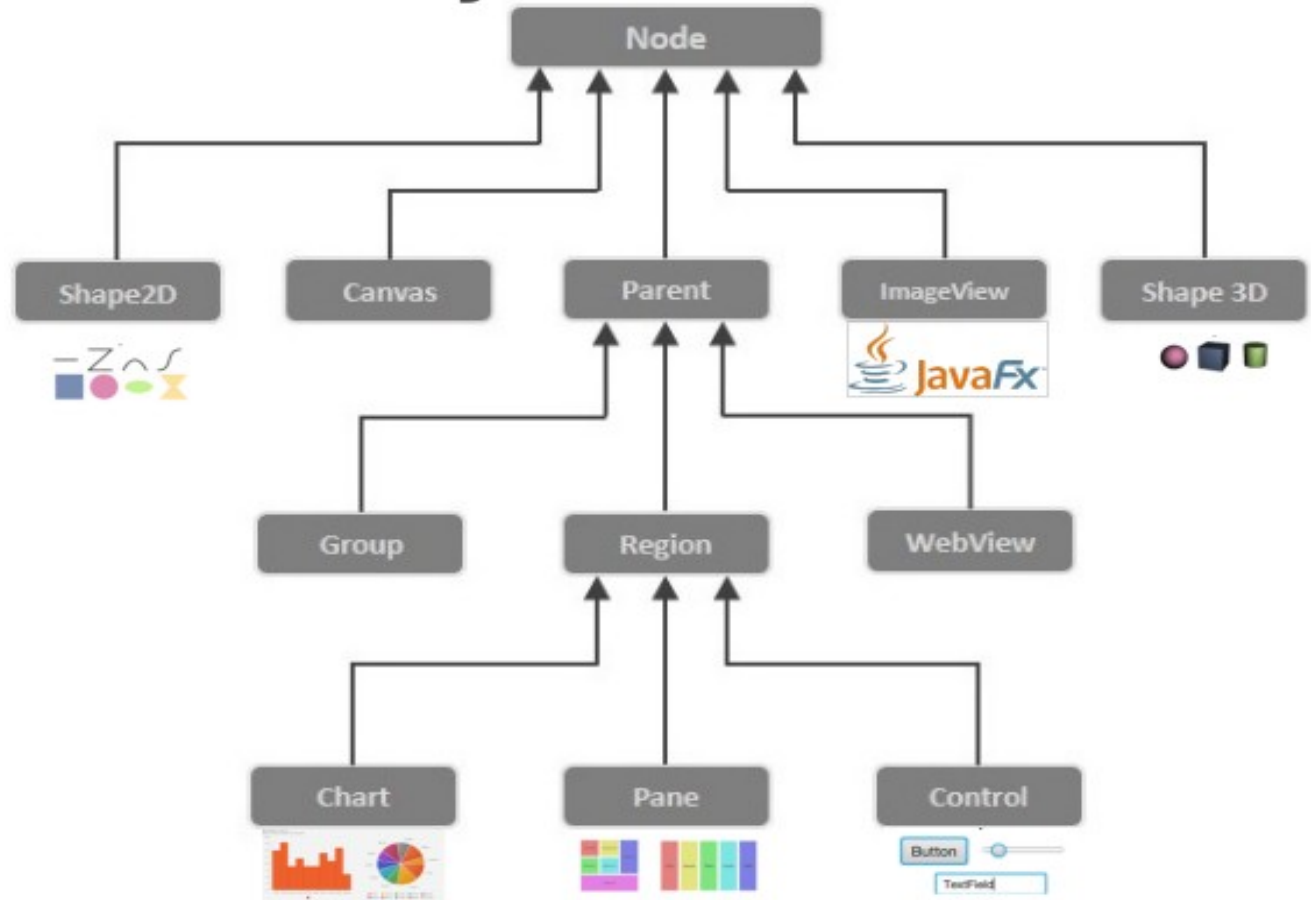 Node
Shape2D
Canvas
Parent
ImageView
Shape 3D
JavaFx
Group
Region
WebView
Chart
Pane
Control
Button
TextField